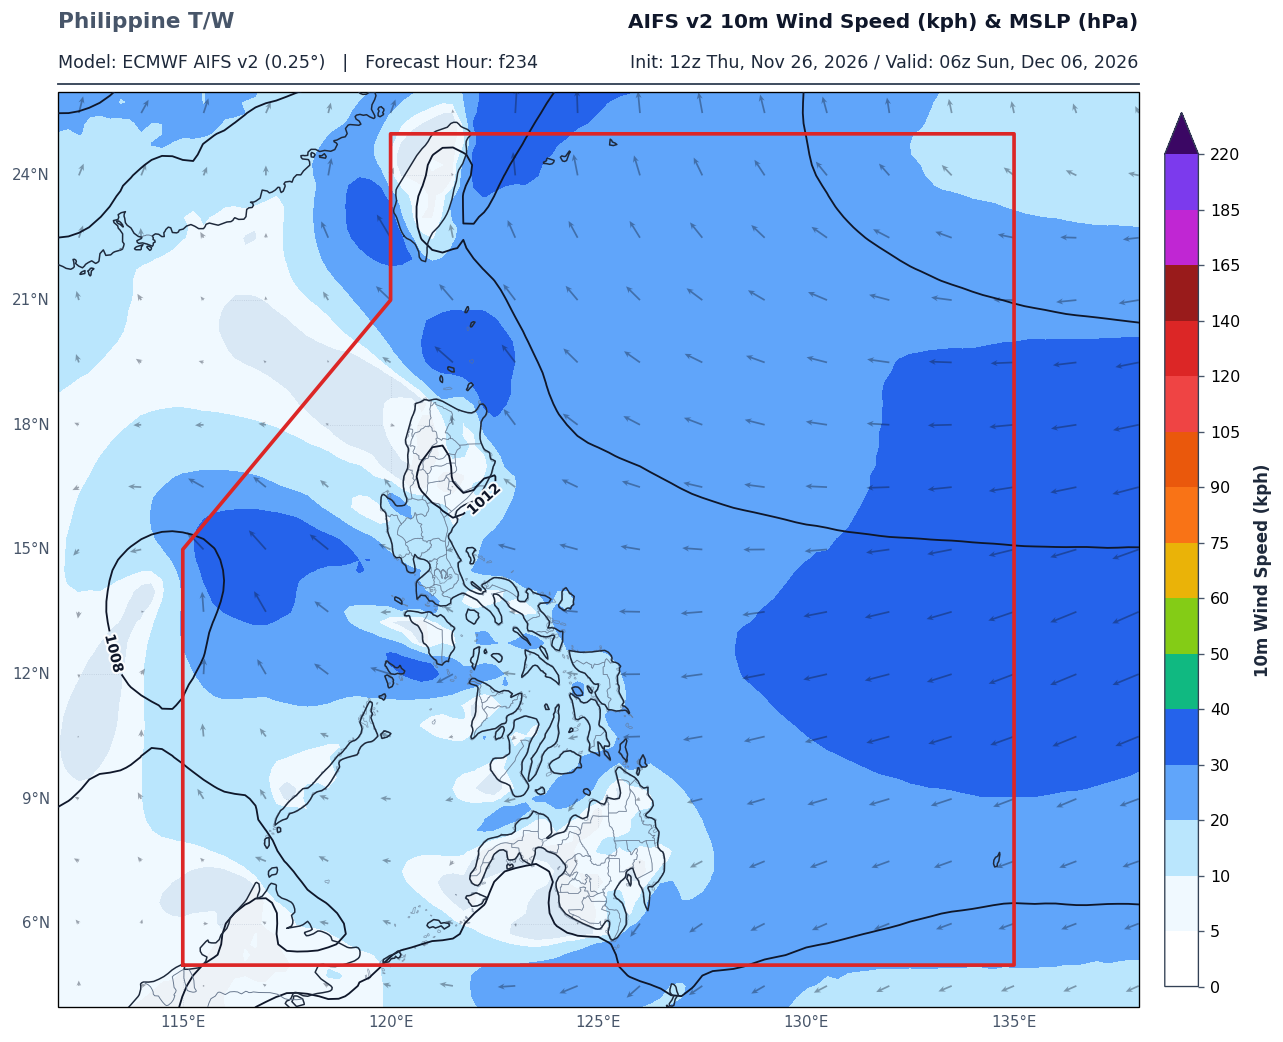 Philippine T/W
AIFS v2 10m Wind Speed (kph) & MSLP (hPa)
Model: ECMWF AIFS v2 (0.25°) | Forecast Hour: f234
Init: 12z Thu, Nov 26, 2026 / Valid: 06z Sun, Dec 06, 2026
24°N
21°N
18°N
15°N
12°N
9°N
6°N
115°E
120°E
125°E
130°E
135°E
1012
1008
220
185
165
140
120
105
90
75
60
50
40
30
20
10
5
0
10m Wind Speed (kph)